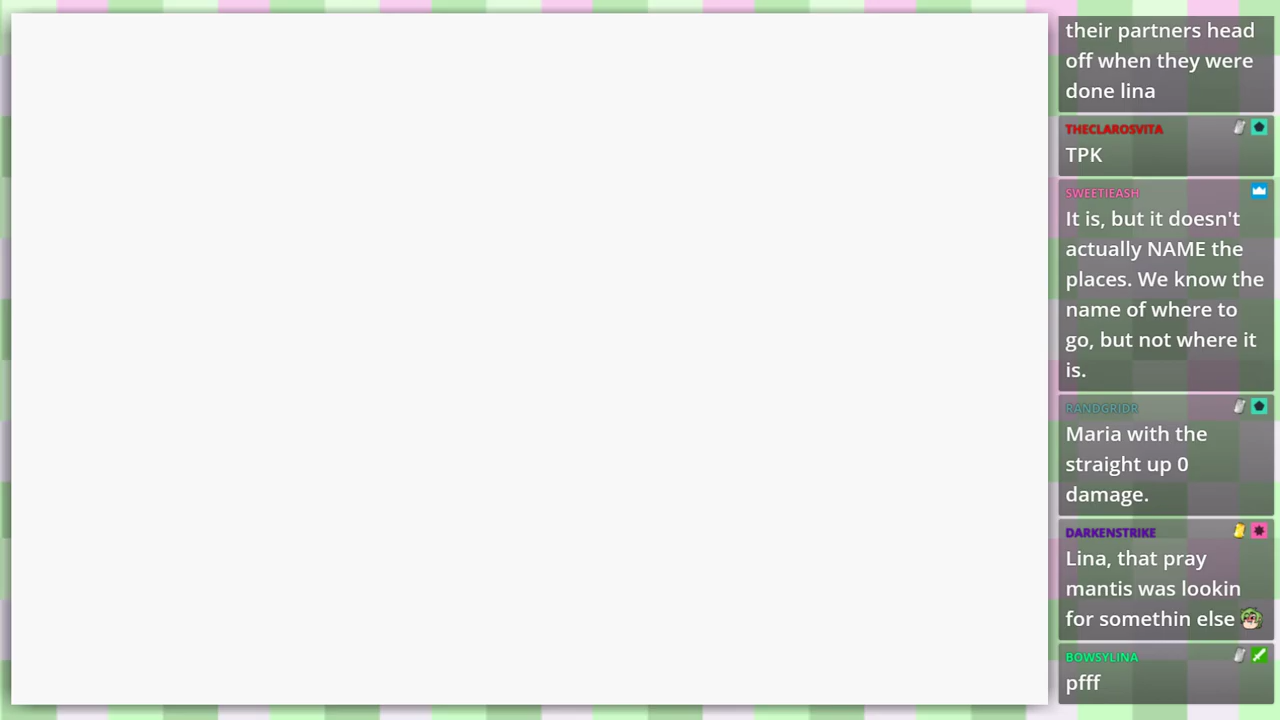 their partners head
off when they were
done lina
THECLAROSVITA
TPK
SWEETIEASH
It is, but it doesn't
actually NAME the
places. We know the
name of where to
go, but not where it
is.
RANDGRIDR
Maria with the
straight up 0
damage.
DARKENSTRIKE
Lina, that pray
mantis was lookin
for somethin else
BOWSYLINA
pfff